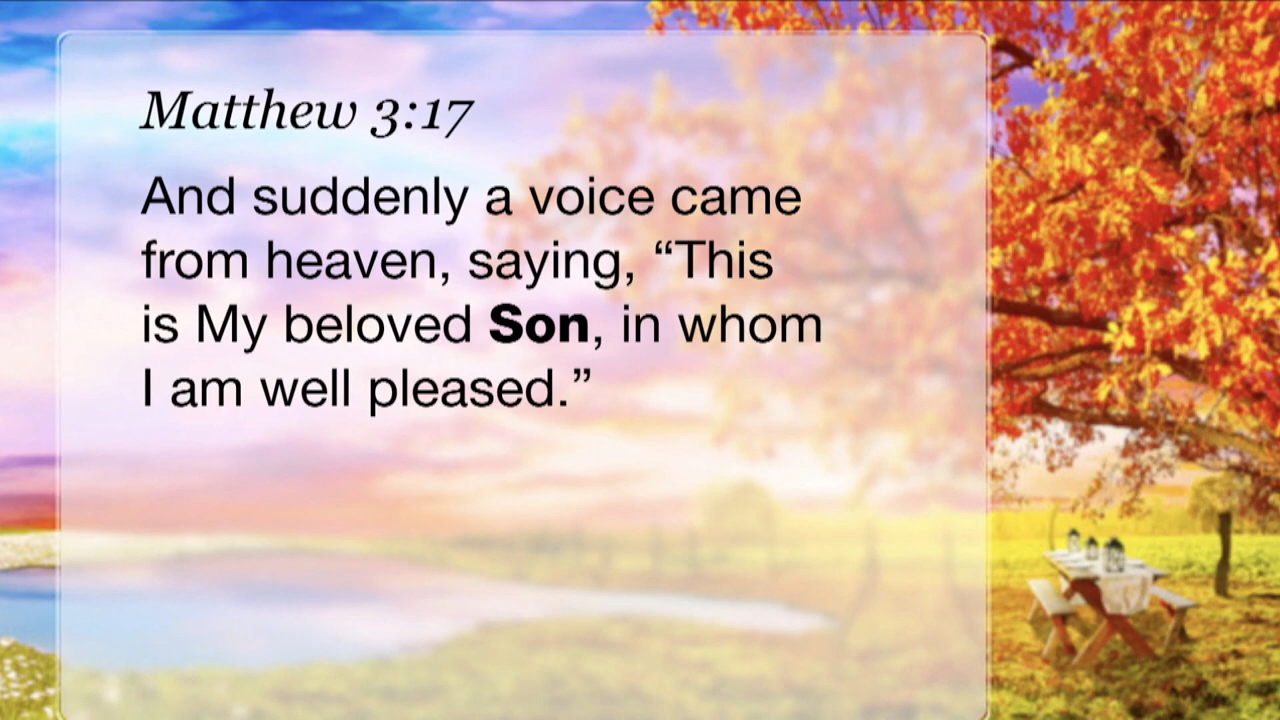 Matthew 3:17
And suddenly a voice came
from heaven, saying, “This
is My beloved Son, in whom
I am well pleased.”